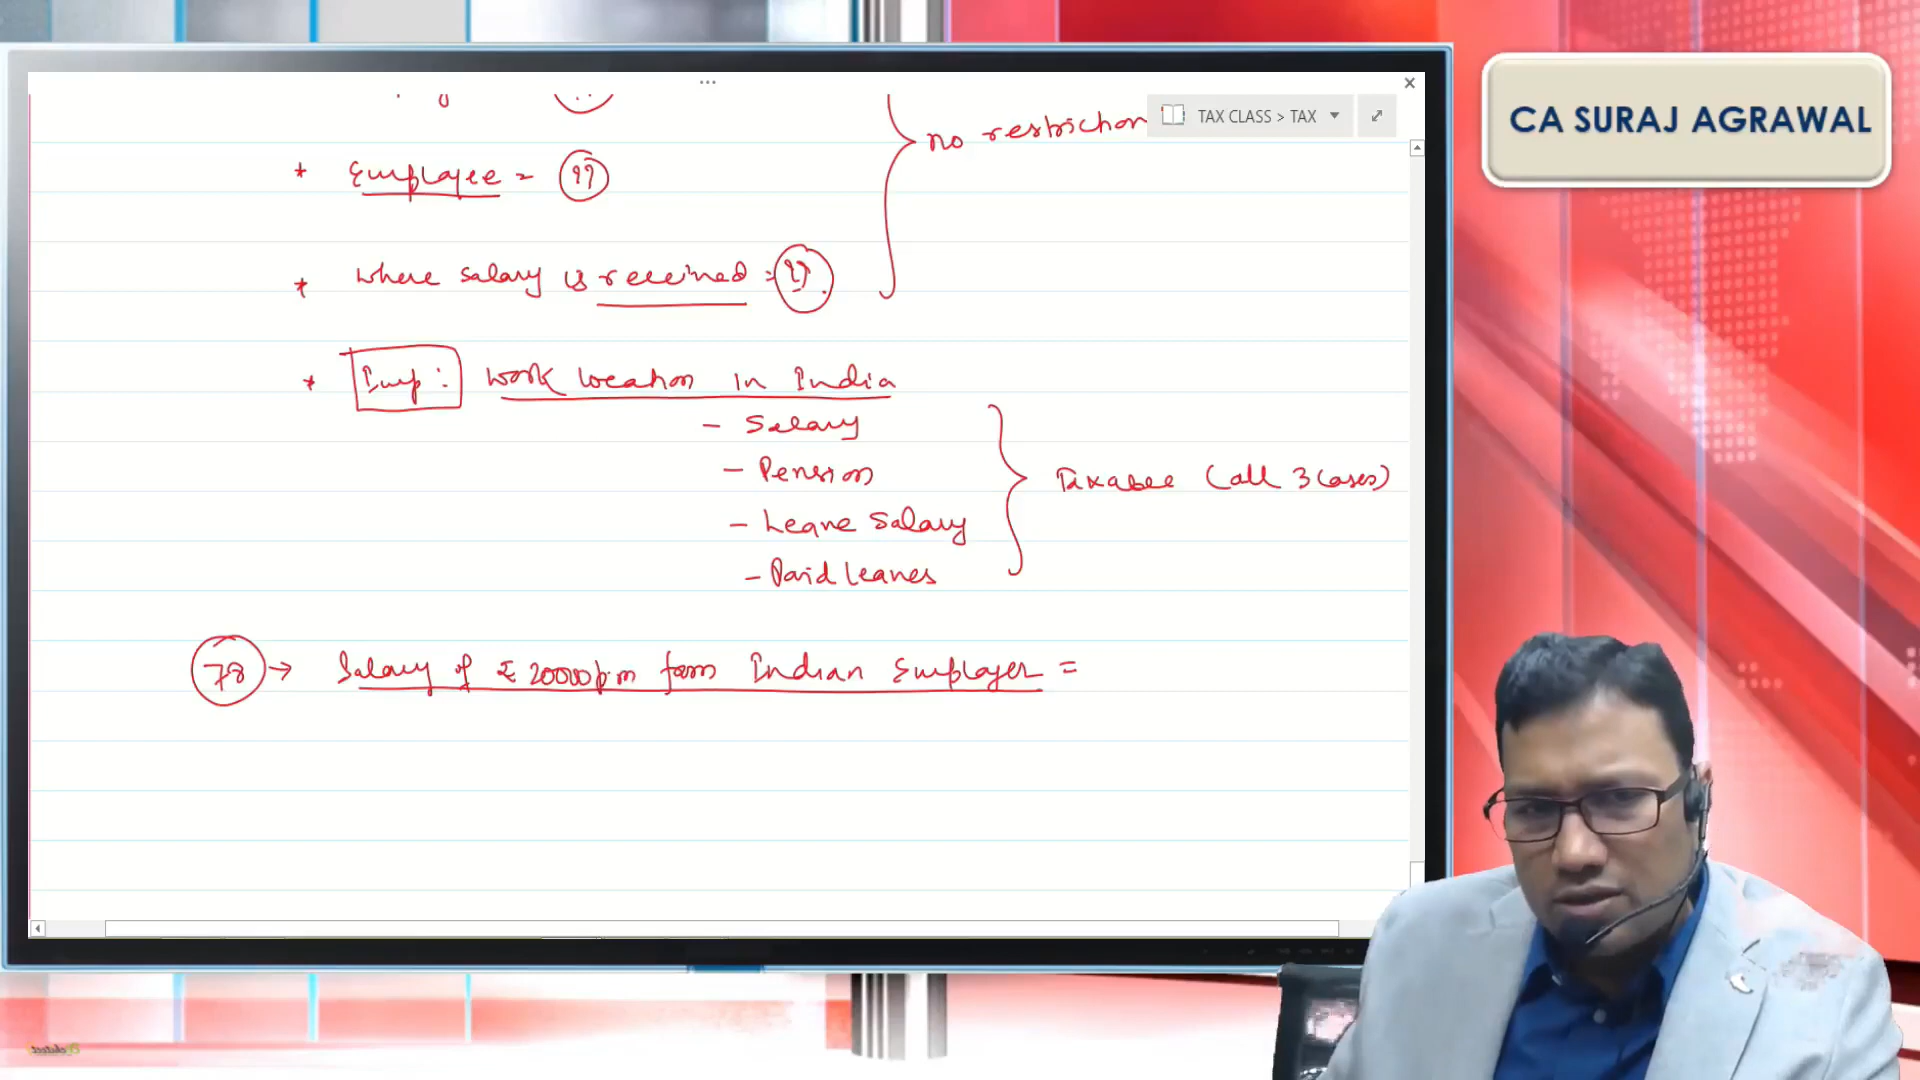 CA SURAJ AGRAWAL
TAX CLASS > TAX
no restriction
* Employee = ??
* where salary is received = ??
* Imp: work location in India
- Salary
- Pension
- Leave Salary
- Paid leaves
Taxable (all 3 cases)
78 → Salary of ₹ 20000 p.m from Indian Employer =